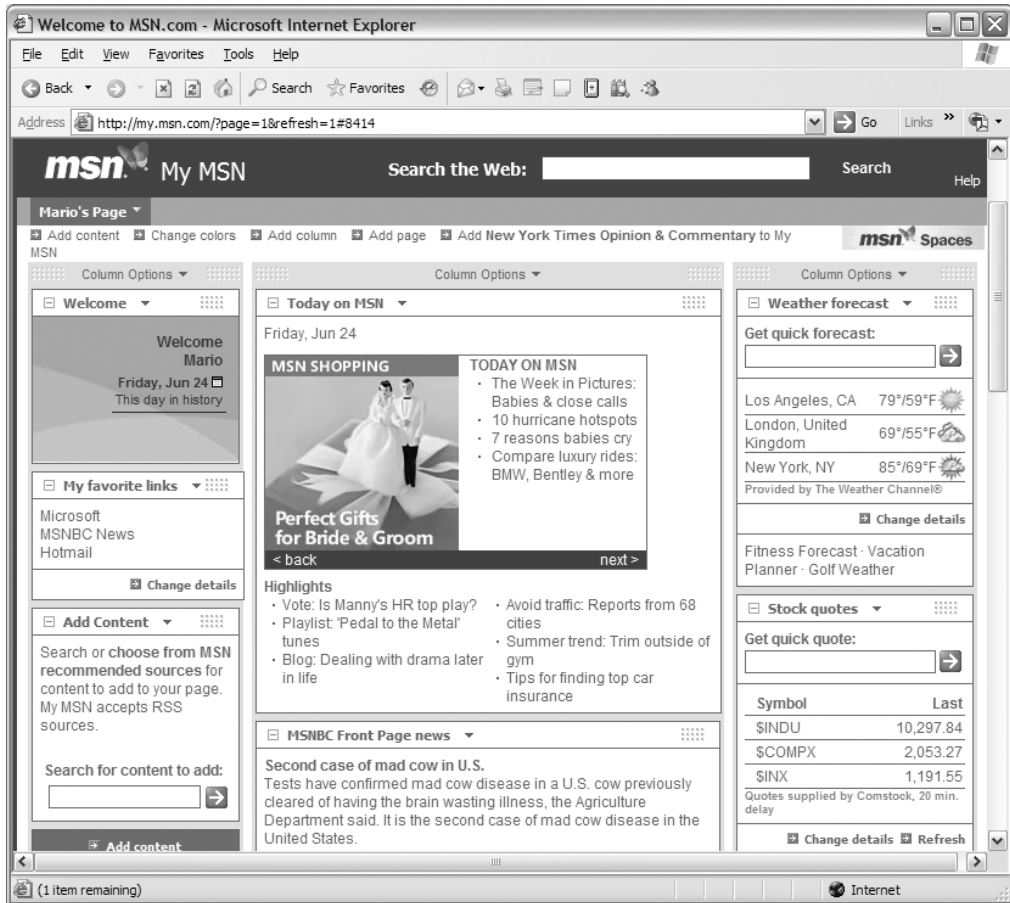 Welcome to MSN.com - Microsoft Internet Explorer
File Edit View Favorites Tools Help
Back Search Favorites
Address http://my.msn.com/?page=1&refresh=1#8414 Go Links »
msn My MSN Search the Web: Search Help
Mario's Page
Add content Change colors Add column Add page Add New York Times Opinion & Commentary to My
MSN
msn Spaces
Column Options
Welcome
Welcome
Mario
Friday, Jun 24
This day in history
My favorite links
Microsoft
MSNBC News
Hotmail
Change details
Add Content
Search or choose from MSN
recommended sources for
content to add to your page.
My MSN accepts RSS
sources.
Search for content to add:
Add content
Column Options
Today on MSN
Friday, Jun 24
MSN SHOPPING
Perfect Gifts
for Bride & Groom
TODAY ON MSN
· The Week in Pictures:
Babies & close calls
· 10 hurricane hotspots
· 7 reasons babies cry
· Compare luxury rides:
BMW, Bentley & more
< back next >
Highlights
· Vote: Is Manny's HR top play?
· Playlist: 'Pedal to the Metal'
tunes
· Blog: Dealing with drama later
in life
· Avoid traffic: Reports from 68
cities
· Summer trend: Trim outside of
gym
· Tips for finding top car
insurance
MSNBC Front Page news
Second case of mad cow in U.S.
Tests have confirmed mad cow disease in a U.S. cow previously
cleared of having the brain wasting illness, the Agriculture
Department said. It is the second case of mad cow disease in the
United States.
Column Options
Weather forecast
Get quick forecast:
Los Angeles, CA 79°/59°F
London, United
Kingdom 69°/55°F
New York, NY 85°/69°F
Provided by The Weather Channel®
Change details
Fitness Forecast · Vacation
Planner · Golf Weather
Stock quotes
Get quick quote:
Symbol Last
$INDU 10,297.84
$COMPX 2,053.27
$INX 1,191.55
Quotes supplied by Comstock, 20 min.
delay
Change details Refresh
(1 item remaining) Internet